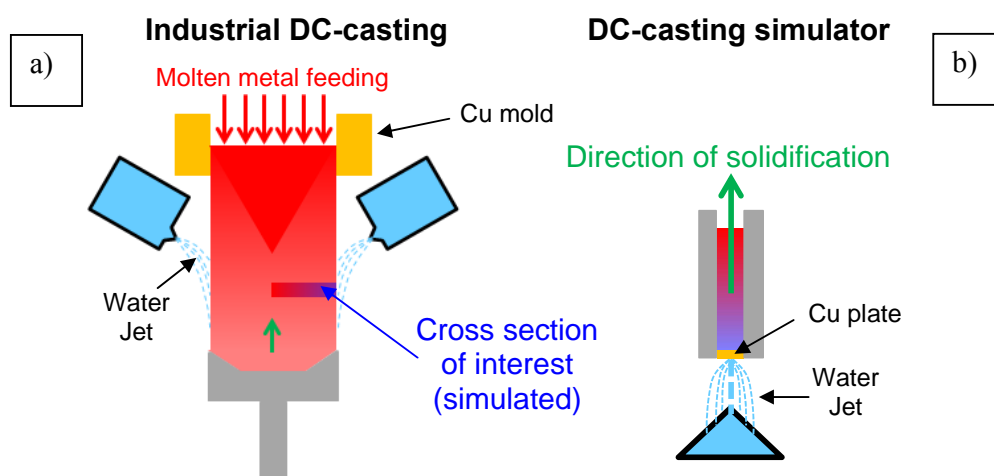 Industrial DC-casting
DC-casting simulator
a)
b)
Molten metal feeding
Cu mold
Direction of solidification
Water
Jet
Cross section
of interest
(simulated)
Cu plate
Water
Jet